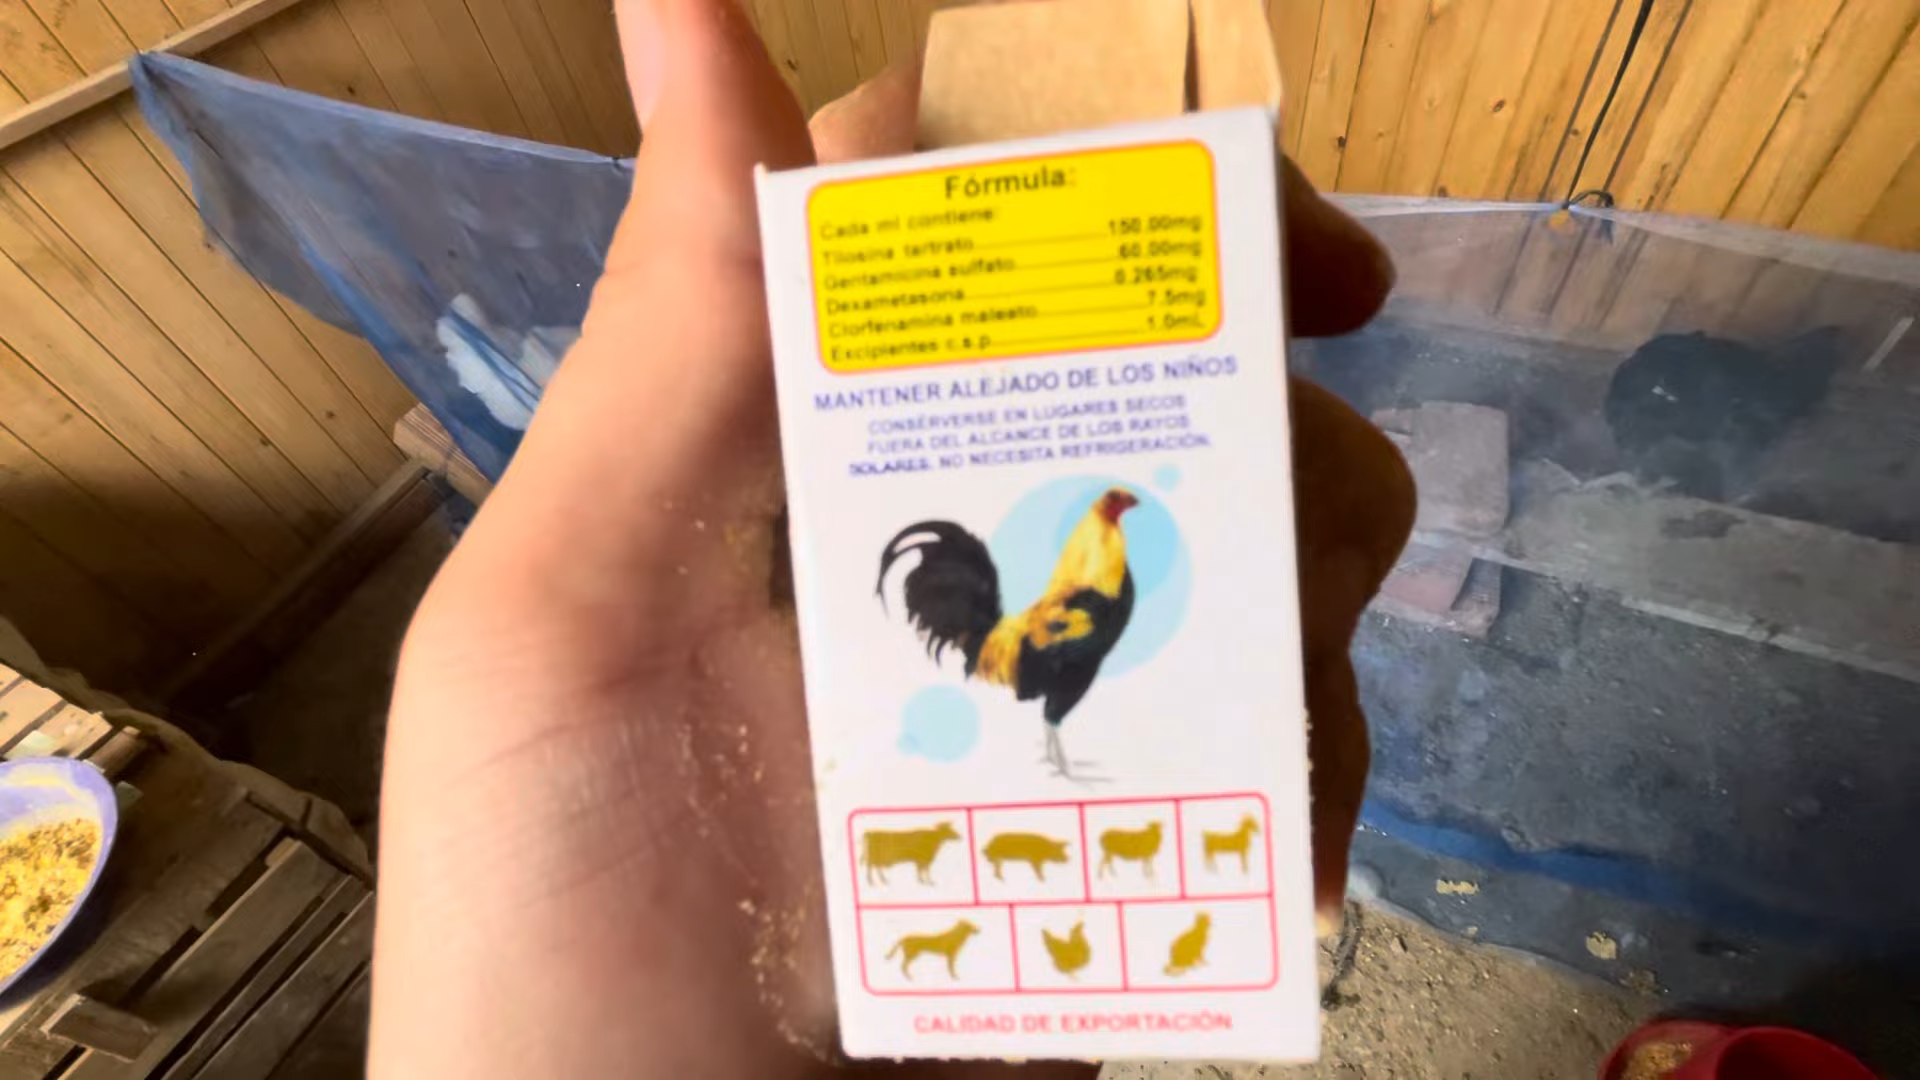 Fórmula:
Cada ml contiene:
Tilosina tartrato..............150.00mg
Gentamicina sulfato..............60.00mg
Dexametasona..............0.265mg
Clorfenamina maleato..............7.5mg
Excipientes c.s.p..............1.0mL
MANTENER ALEJADO DE LOS NIÑOS
CONSÉRVERSE EN LUGARES SECOS
FUERA DEL ALCANCE DE LOS RAYOS
SOLARES. NO NECESITA REFRIGERACIÓN.
CALIDAD DE EXPORTACIÓN